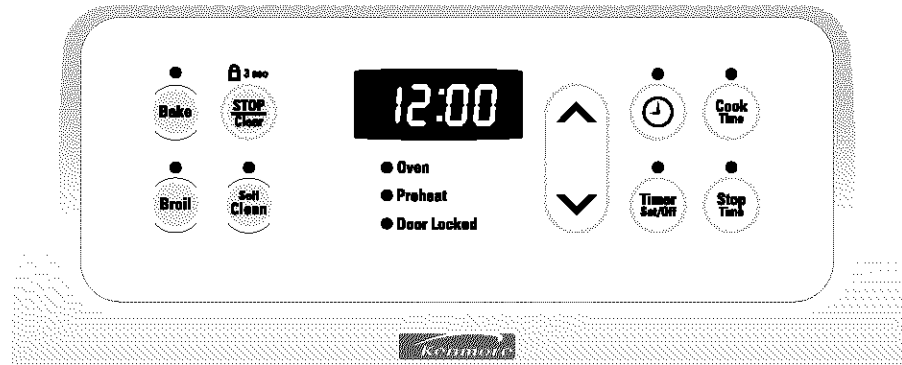 3 sec
Bake
STOP
Clear
12:00
Cook
Time
Oven
Preheat
Door Locked
Broil
Self
Clean
Timer
Set/Off
Stop
Time
Kenmore